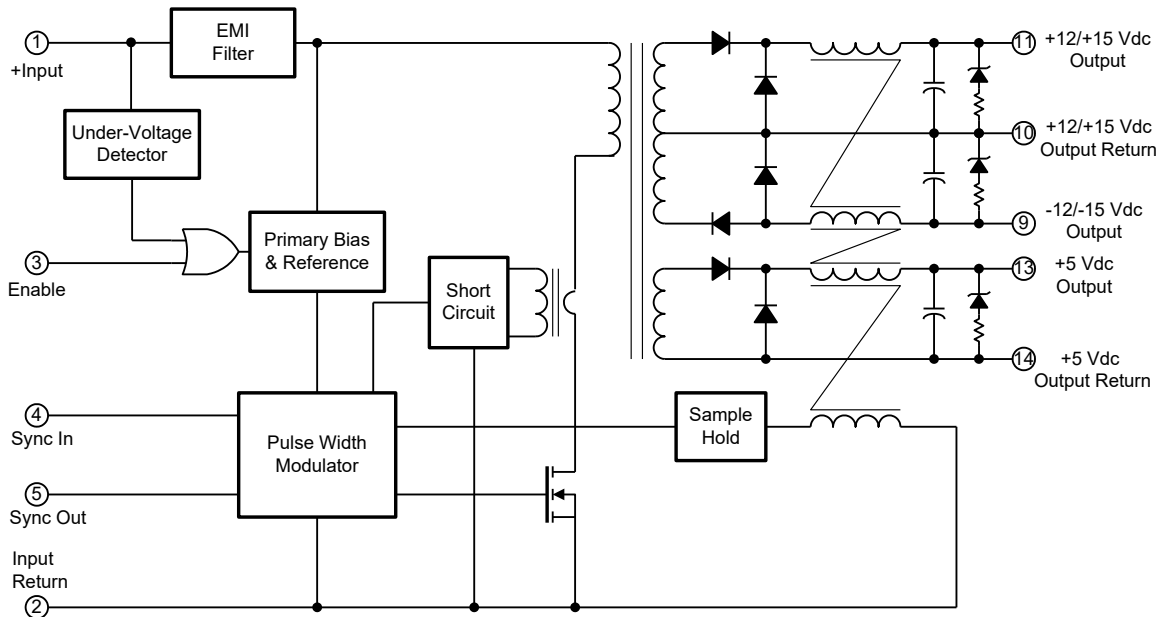 1
+Input
EMI
Filter
11
+12/+15 Vdc
Output
Under-Voltage
Detector
10
+12/+15 Vdc
Output Return
3
Enable
Primary Bias
& Reference
9
-12/-15 Vdc
Output
Short
Circuit
13
+5 Vdc
Output
14
+5 Vdc
Output Return
4
Sync In
Pulse Width
Modulator
Sample
Hold
5
Sync Out
Input
Return
2